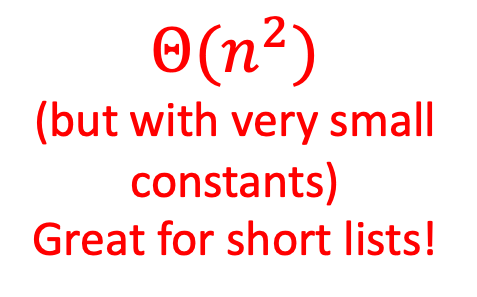 Θ(n²)
(but with very small
constants)
Great for short lists!